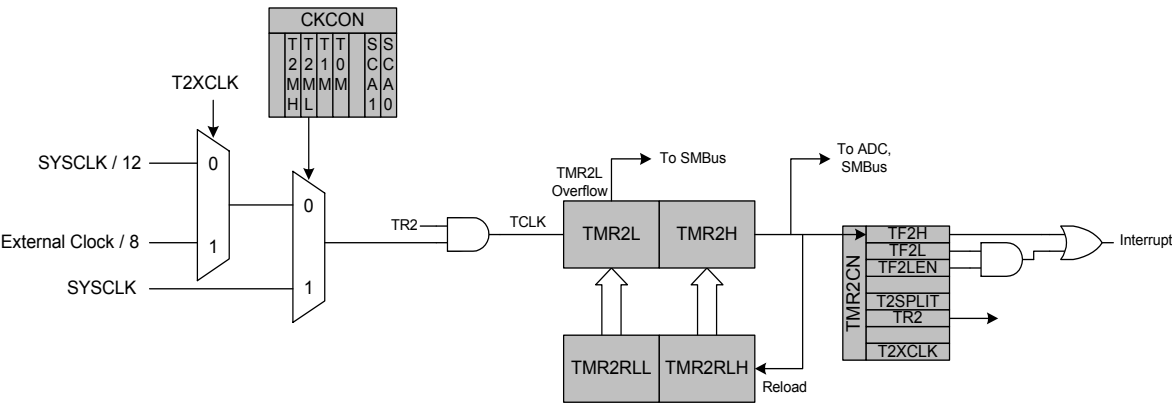 CKCON
T2MH
T2ML
T1M
T0M
SCA1
SCA0
T2XCLK
SYSCLK / 12
0
External Clock / 8
1
SYSCLK
0
1
TR2
TCLK
TMR2L
Overflow
To SMBus
To ADC,
SMBus
TMR2L
TMR2H
TMR2RLL
TMR2RLH
Reload
TMR2CN
TF2H
TF2L
TF2LEN
T2SPLIT
TR2
T2XCLK
Interrupt